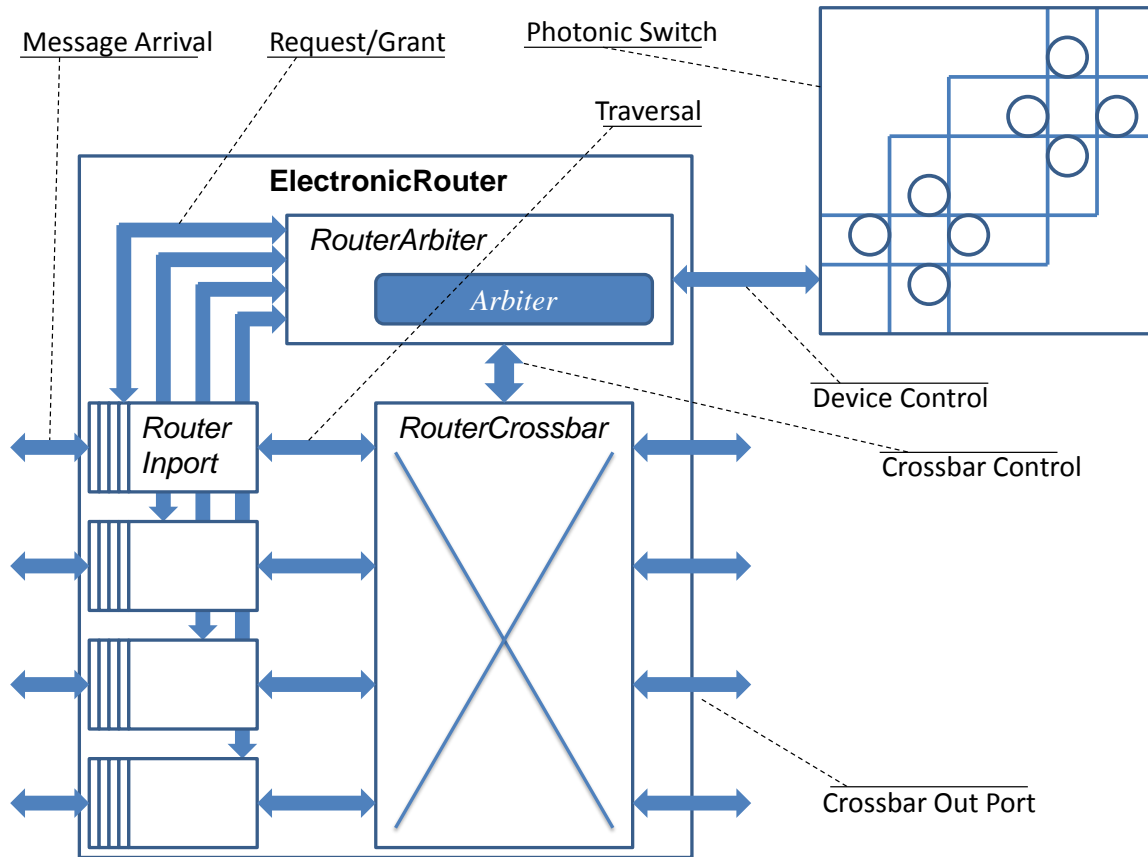 Message Arrival
Request/Grant
Photonic Switch
Traversal
ElectronicRouter
RouterArbiter
Arbiter
Device Control
Router
Inport
RouterCrossbar
Crossbar Control
Crossbar Out Port